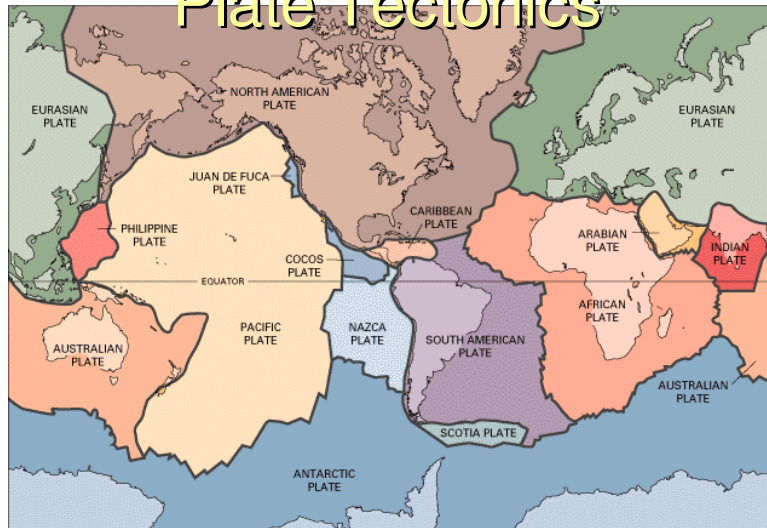 Plate Tectonics
NORTH AMERICAN
PLATE
EURASIAN
PLATE
EURASIAN
PLATE
JUAN DE FUCA
PLATE
CARIBBEAN
PLATE
PHILIPPINE
PLATE
ARABIAN
PLATE
INDIAN
PLATE
COCOS
PLATE
EQUATOR
AFRICAN
PLATE
PACIFIC
PLATE
NAZCA
PLATE
SOUTH AMERICAN
PLATE
AUSTRALIAN
PLATE
AUSTRALIAN
PLATE
SCOTIA PLATE
ANTARCTIC
PLATE